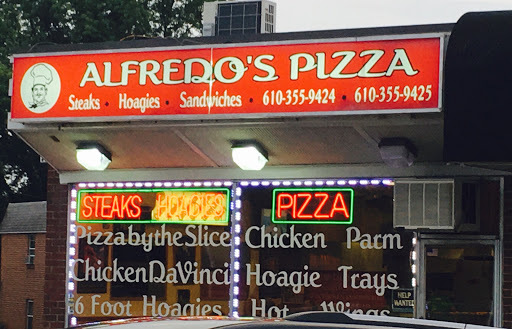 ALFREDO'S PIZZA
Steaks • Hoagies • Sandwiches • 610-355-9424 • 610-355-9425
STEAKS HOAGIES
PIZZA
Pizza by the Slice
Chicken DaVinci
6 Foot Hoagies
Chicken Parm
Hoagie Trays
Hot Wings
HELP
WANTED